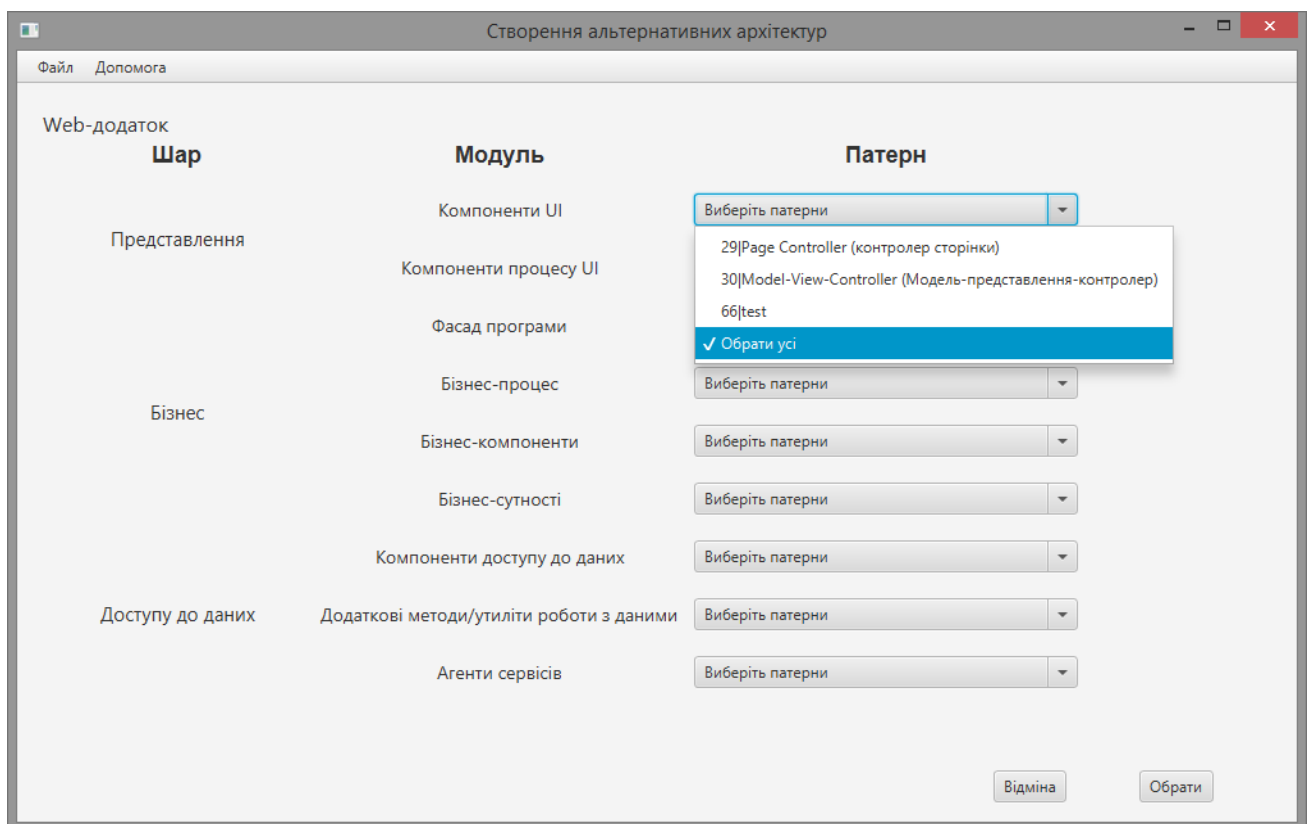 Створення альтернативних архітектур
Файл Допомога
Web-додаток
Шар Модуль Патерн
Компоненти UI Виберіть патерни
Представлення
29|Page Controller (контролер сторінки)
Компоненти процесу UI
30|Model-View-Controller (Модель-представлення-контролер)
66|test
Фасад програми
Обрати усі
Бізнес-процес Виберіть патерни
Бізнес
Бізнес-компоненти Виберіть патерни
Бізнес-сутності Виберіть патерни
Компоненти доступу до даних Виберіть патерни
Доступу до даних Додаткові методи/утиліти роботи з даними Виберіть патерни
Агенти сервісів Виберіть патерни
Відміна Обрати